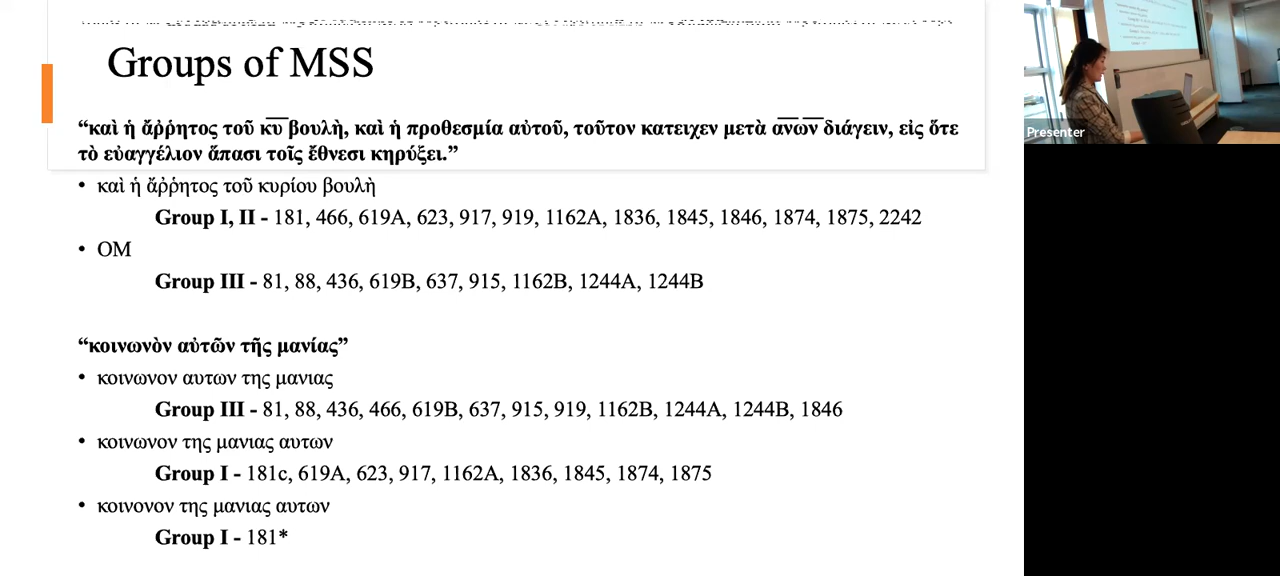 Groups of MSS
“καὶ ἡ ἄῤῥητος τοῦ κ̅υ̅ βουλὴ, καὶ ἡ προθεσμία αὐτοῦ, τοῦτον κατειχεν μετὰ α̅ν̅ω̅ν̅ διάγειν, εἰς ὅτε
τὸ εὐαγγέλιον ἅπασι τοῖς ἔθνεσι κηρύξει.”
• καὶ ἡ ἄῤῥητος τοῦ κυρίου βουλὴ
Group I, II - 181, 466, 619A, 623, 917, 919, 1162A, 1836, 1845, 1846, 1874, 1875, 2242
• OM
Group III - 81, 88, 436, 619B, 637, 915, 1162B, 1244A, 1244B
“κοινωνὸν αὐτῶν τῆς μανίας”
• κοινωνον αυτων της μανιας
Group III - 81, 88, 436, 466, 619B, 637, 915, 919, 1162B, 1244A, 1244B, 1846
• κοινωνον της μανιας αυτων
Group I - 181c, 619A, 623, 917, 1162A, 1836, 1845, 1874, 1875
• κοινονον της μανιας αυτων
Group I - 181*
Presenter